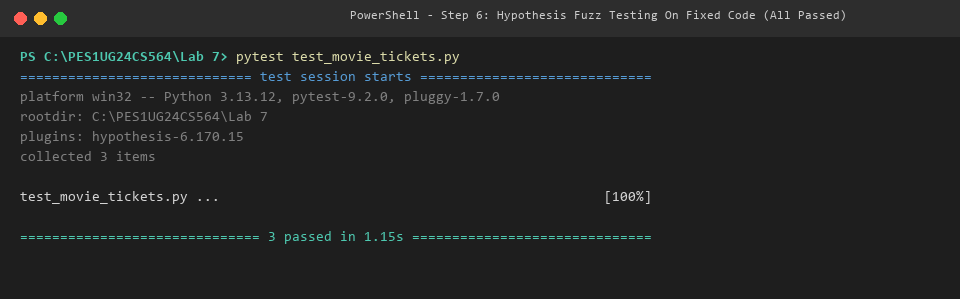 PowerShell - Step 6: Hypothesis Fuzz Testing On Fixed Code (All Passed)
PS C:\PES1UG24CS564\Lab 7> pytest test_movie_tickets.py
============================= test session starts =============================
platform win32 -- Python 3.13.12, pytest-9.2.0, pluggy-1.7.0
rootdir: C:\PES1UG24CS564\Lab 7
plugins: hypothesis-6.170.15
collected 3 items
test_movie_tickets.py ... [100%]
============================== 3 passed in 1.15s ==============================